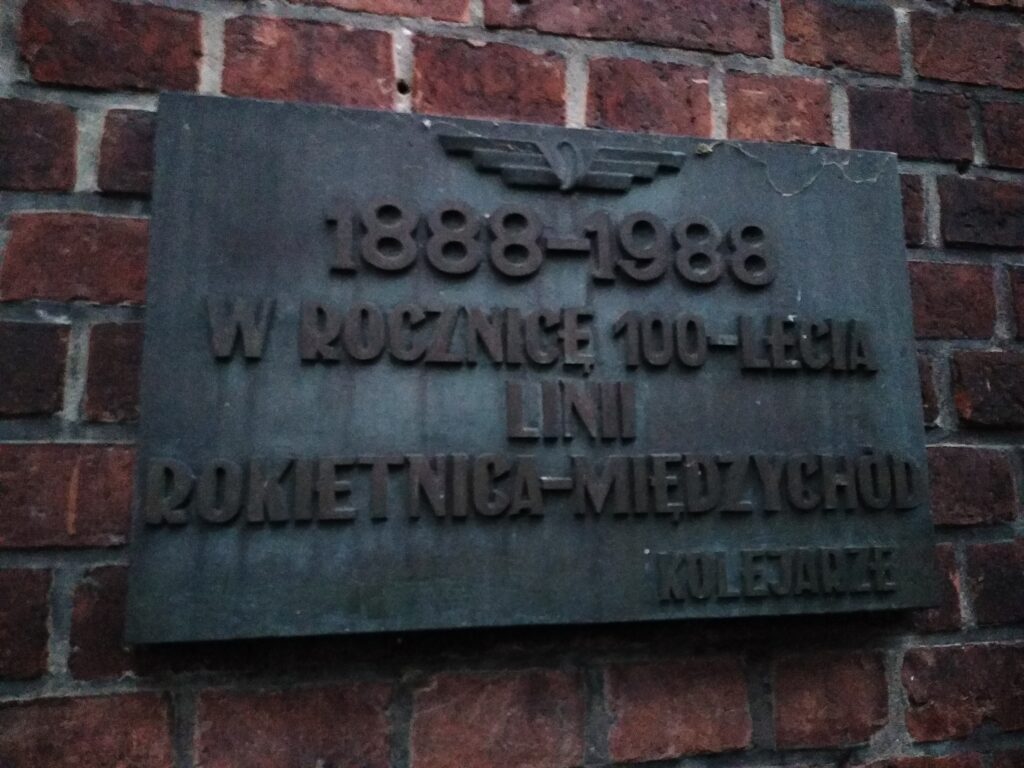 1888-1988
W ROCZNICĘ 100-LECIA
LINII
ROKIETNICA-MIĘDZYCHÓD
KOLEJARZE